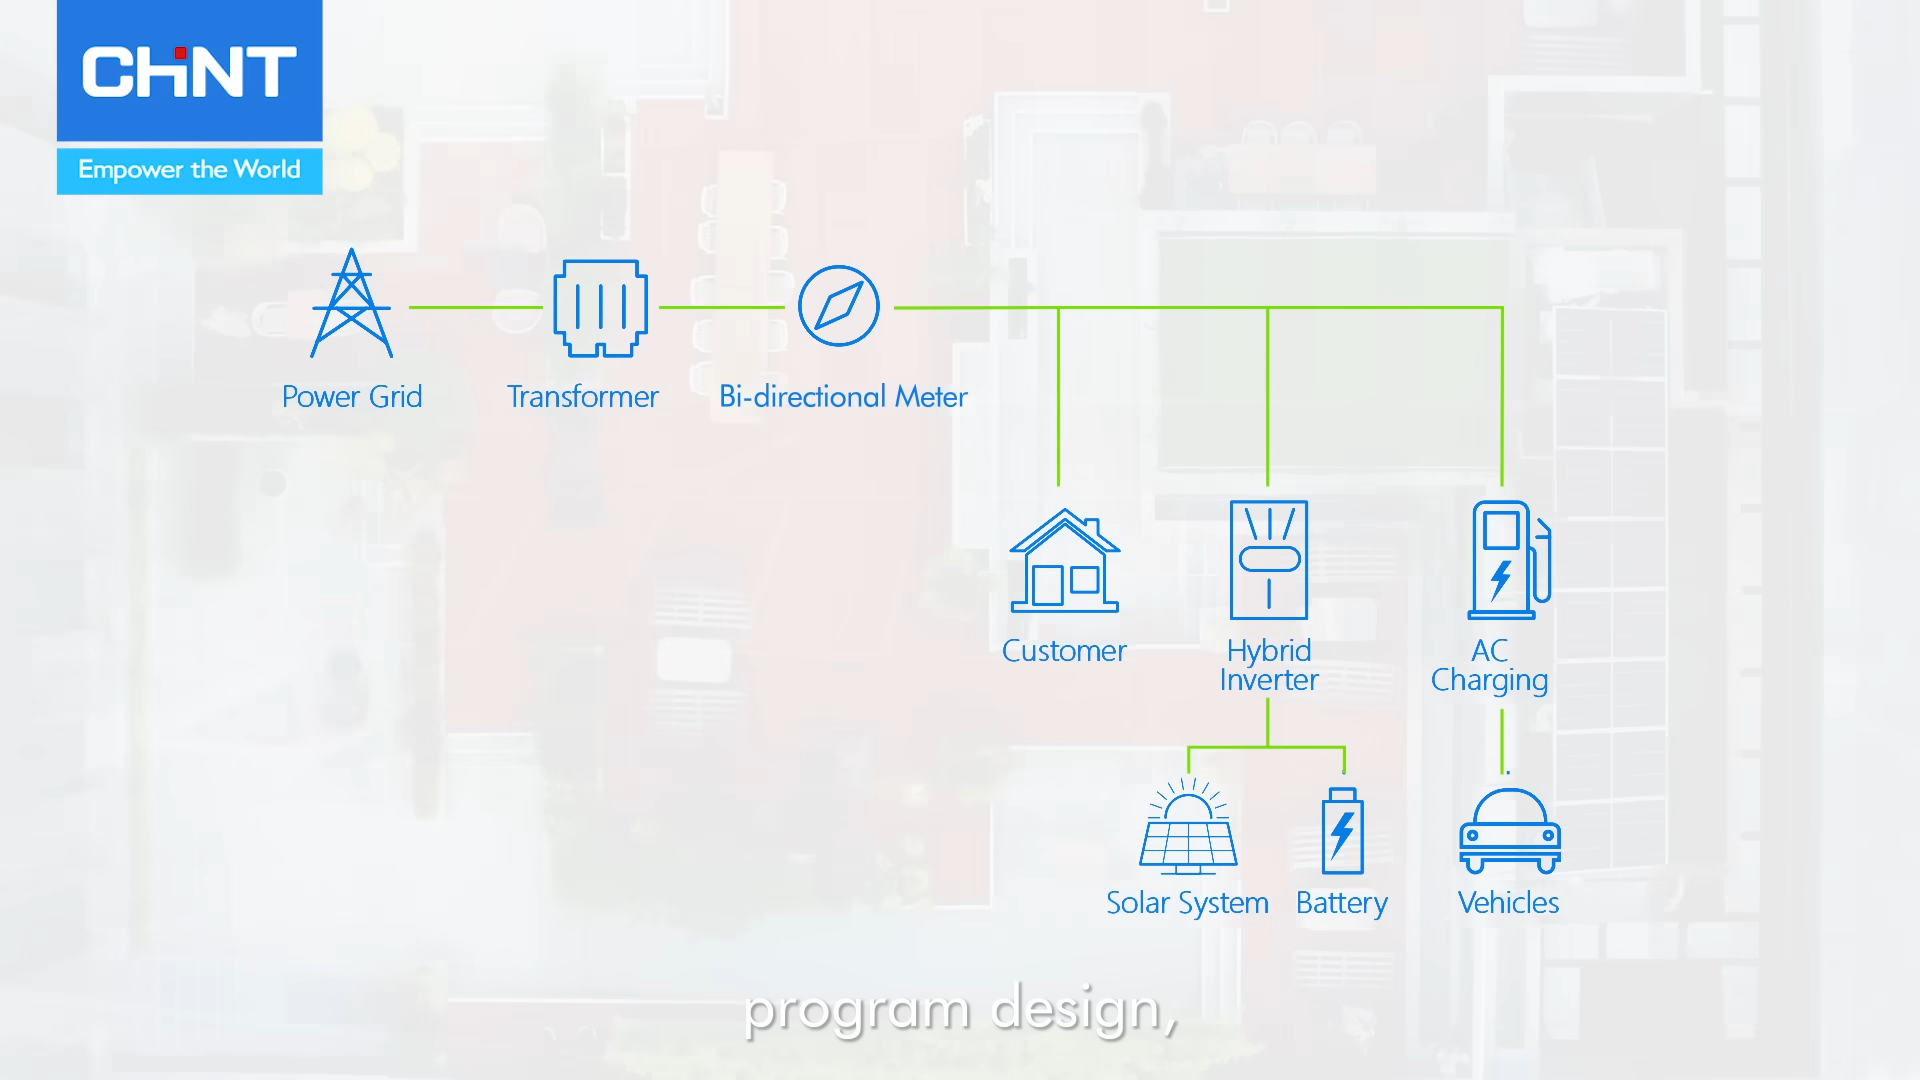 CHiNT
Empower the World
Power Grid
Transformer
Bi-directional Meter
Customer
Hybrid
Inverter
AC
Charging
Solar System
Battery
Vehicles
program design,